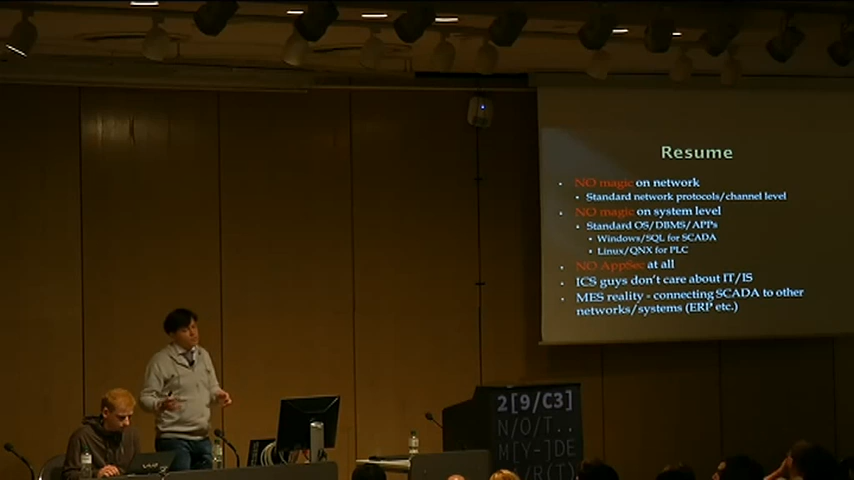 Resume
• NO magic on network
• Standard network protocols/channel level
• NO magic on system level
• Standard OS/DBMS/APPs
• Windows/SQL for SCADA
• Linux/QNX for PLC
• NO AppSec at all
• ICS guys don't care about IT/IS
• MES reality - connecting SCADA to other
networks/systems (ERP etc.)
2[9/C3]
N/O/T..
M[Y-]DE
/R(T)
VAIO